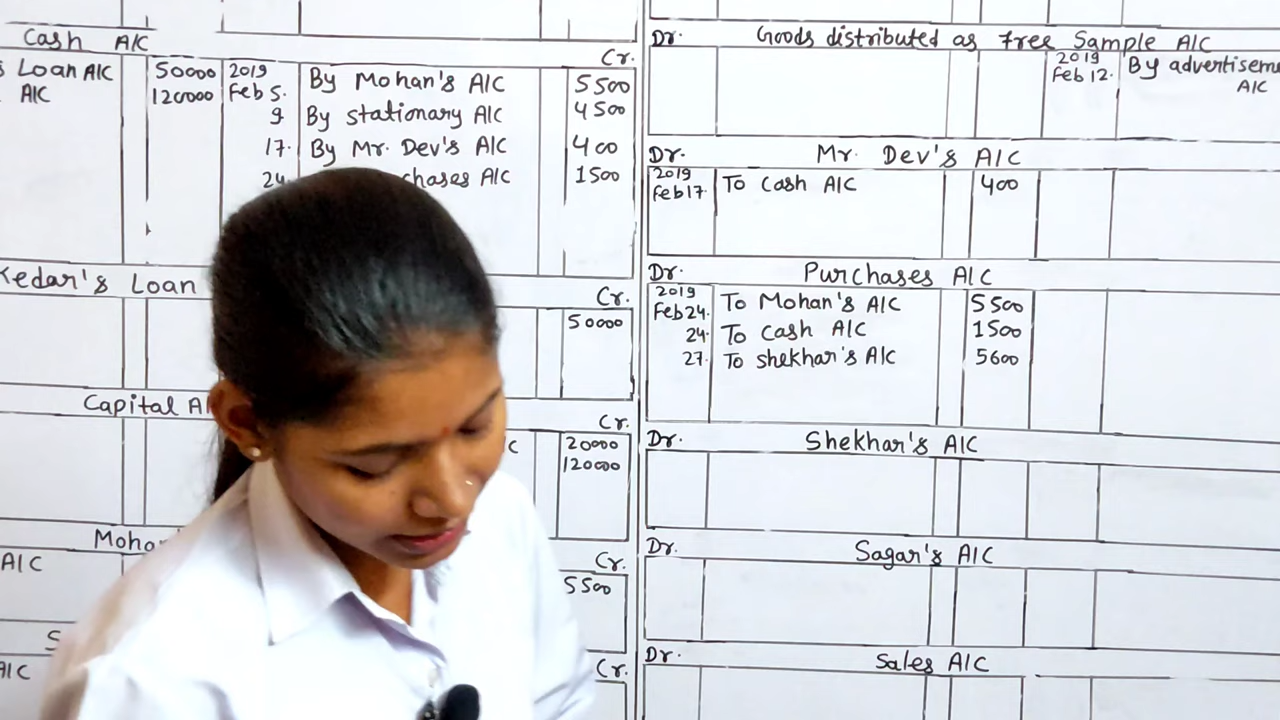 Cash A/C
Cr.
Loan A/C 50000 2019 By Mohan's A/C 5500
A/C 120000 Feb 5.
9 By stationary A/C 4500
17. By Mr. Dev's A/C 400
24. chases A/C 1500
Kedar's Loan
Cr.
50000
Capital A
Cr.
20000
120000
Cr.
A/C 5500
A/C Cr.
Dr. Goods distributed as free Sample A/C
2019
Feb 12. By advertiseme
A/C
Dr. Mr. Dev's A/C
2019
Feb 17. To Cash A/C 400
Dr. Purchases A/C
2019
Feb 24. To Mohan's A/C 5500
24. To Cash A/C 1500
27. To shekhar's A/C 5600
Dr. Shekhar's A/C
Dr. Sagar's A/C
Dr. Sales A/C